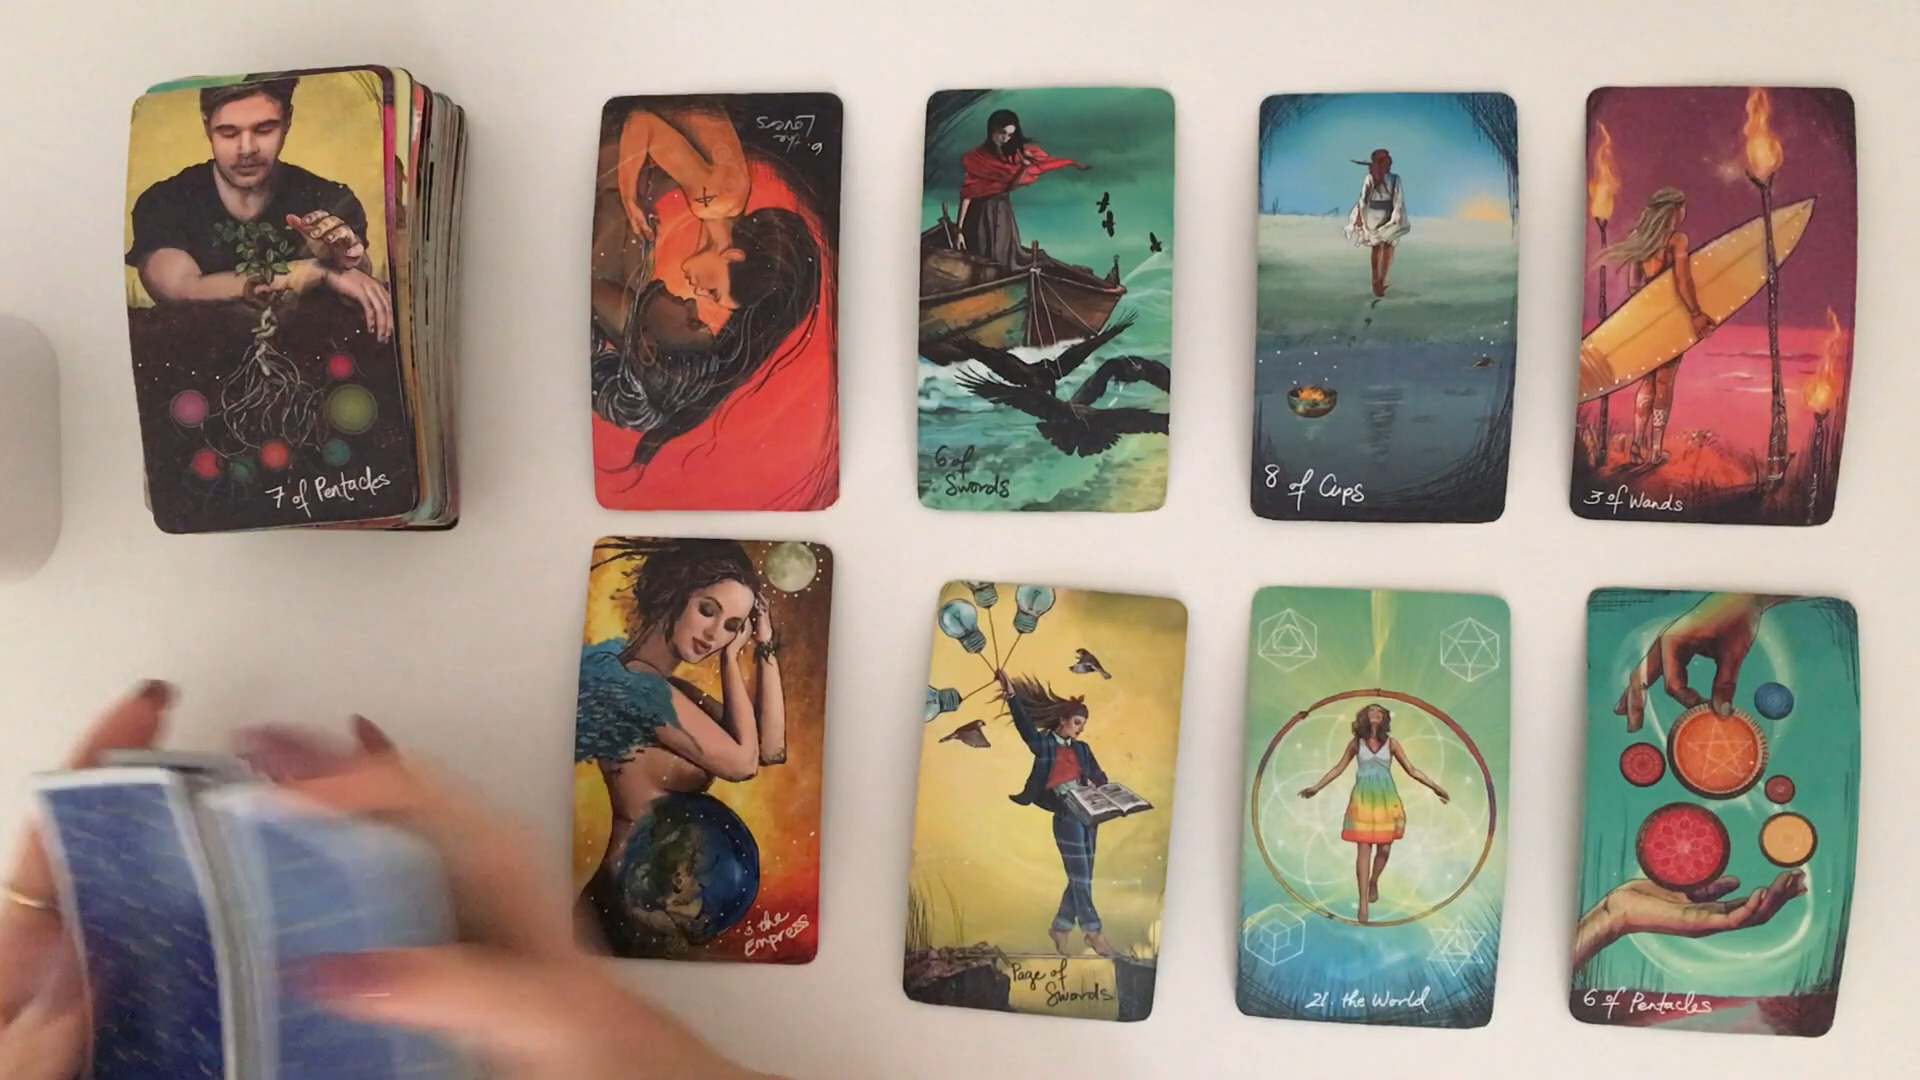 7 of Pentacles
6. the
Lovers
6 of
Swords
8 of Cups
3 of Wands
3 the
Empress
Page of
Swords
21. the World
6 of Pentacles